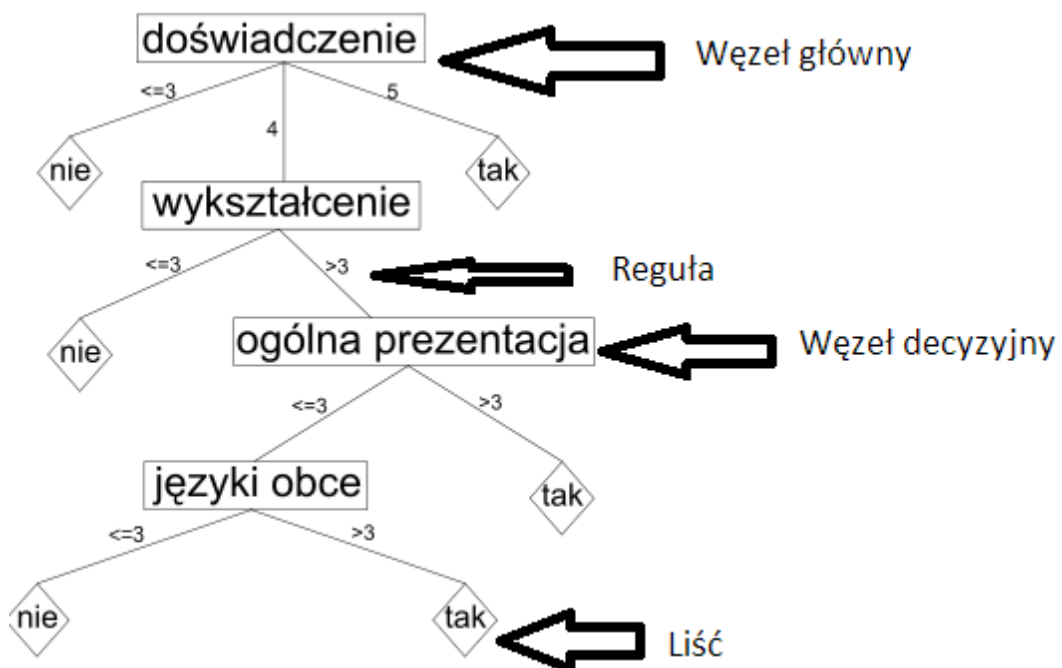 doświadczenie
Węzeł główny
<=3
5
4
nie
tak
wykształcenie
<=3
>3
Reguła
nie
ogólna prezentacja
Węzeł decyzyjny
<=3
>3
języki obce
tak
<=3
>3
nie
tak
Liść